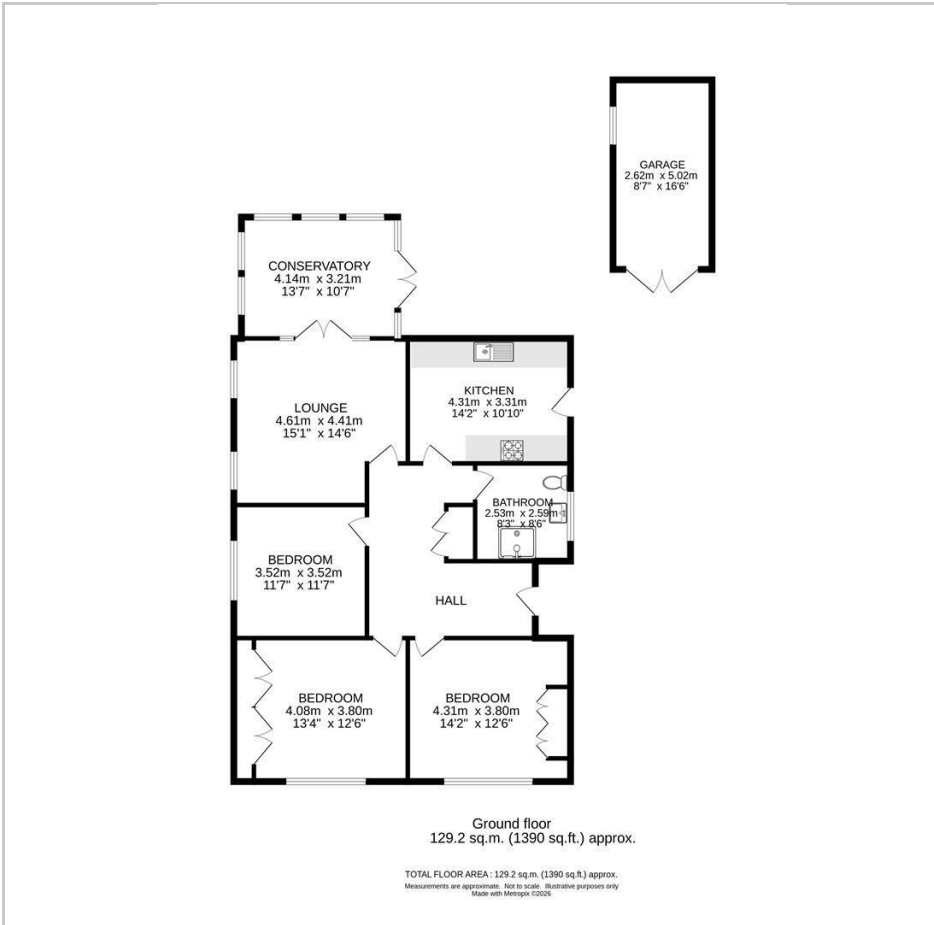 GARAGE
2.62m x 5.02m
8'7" x 16'6"
CONSERVATORY
4.14m x 3.21m
13'7" x 10'7"
LOUNGE
4.61m x 4.41m
15'1" x 14'6"
KITCHEN
4.31m x 3.31m
14'2" x 10'10"
BATHROOM
2.53m x 2.59m
8'3" x 8'6"
BEDROOM
3.52m x 3.52m
11'7" x 11'7"
HALL
BEDROOM
4.08m x 3.80m
13'4" x 12'6"
BEDROOM
4.31m x 3.80m
14'2" x 12'6"
Ground floor
129.2 sq.m. (1390 sq.ft.) approx.
TOTAL FLOOR AREA : 129.2 sq.m. (1390 sq.ft.) approx.
Measurements are approximate. Not to scale. Illustrative purposes only
Made with Metropix ©2026